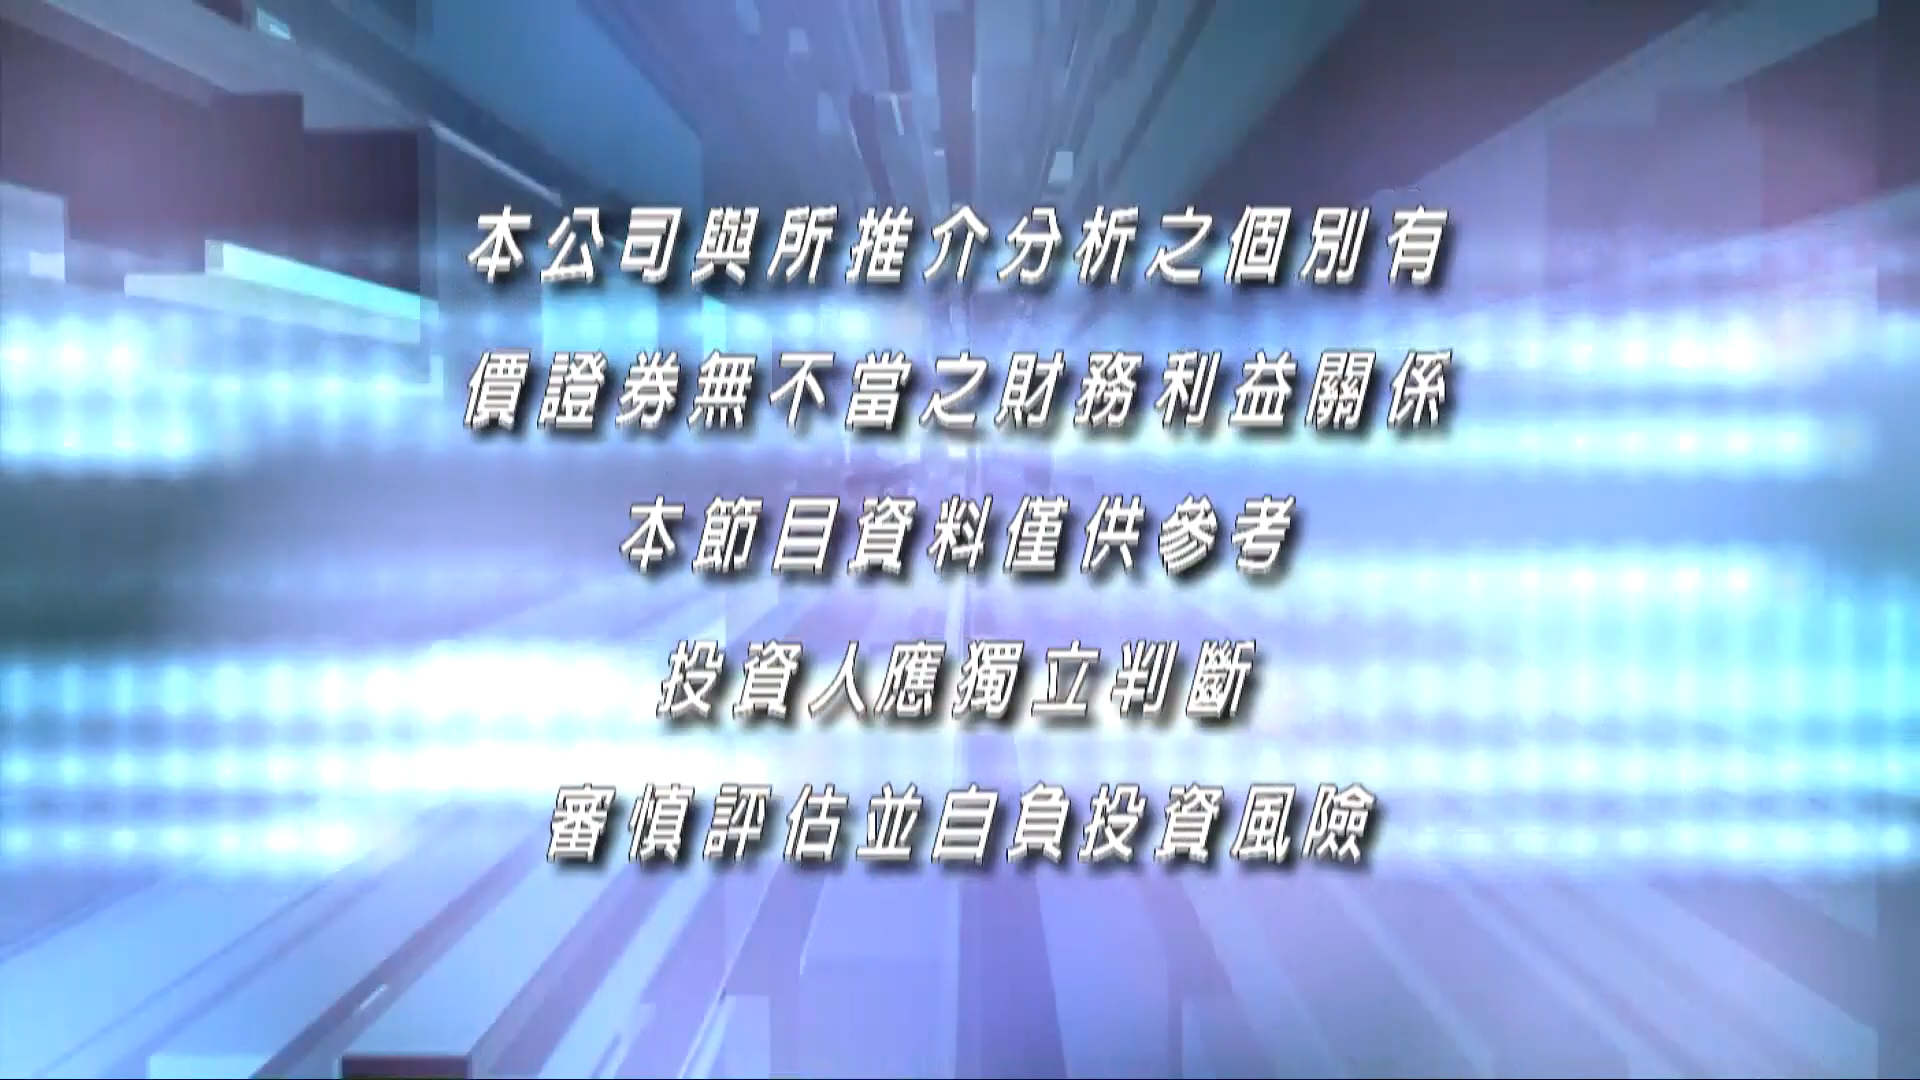 本公司與所推介分析之個別有
價證券無不當之財務利益關係
本節目資料僅供參考
投資人應獨立判斷
審慎評估並自負投資風險